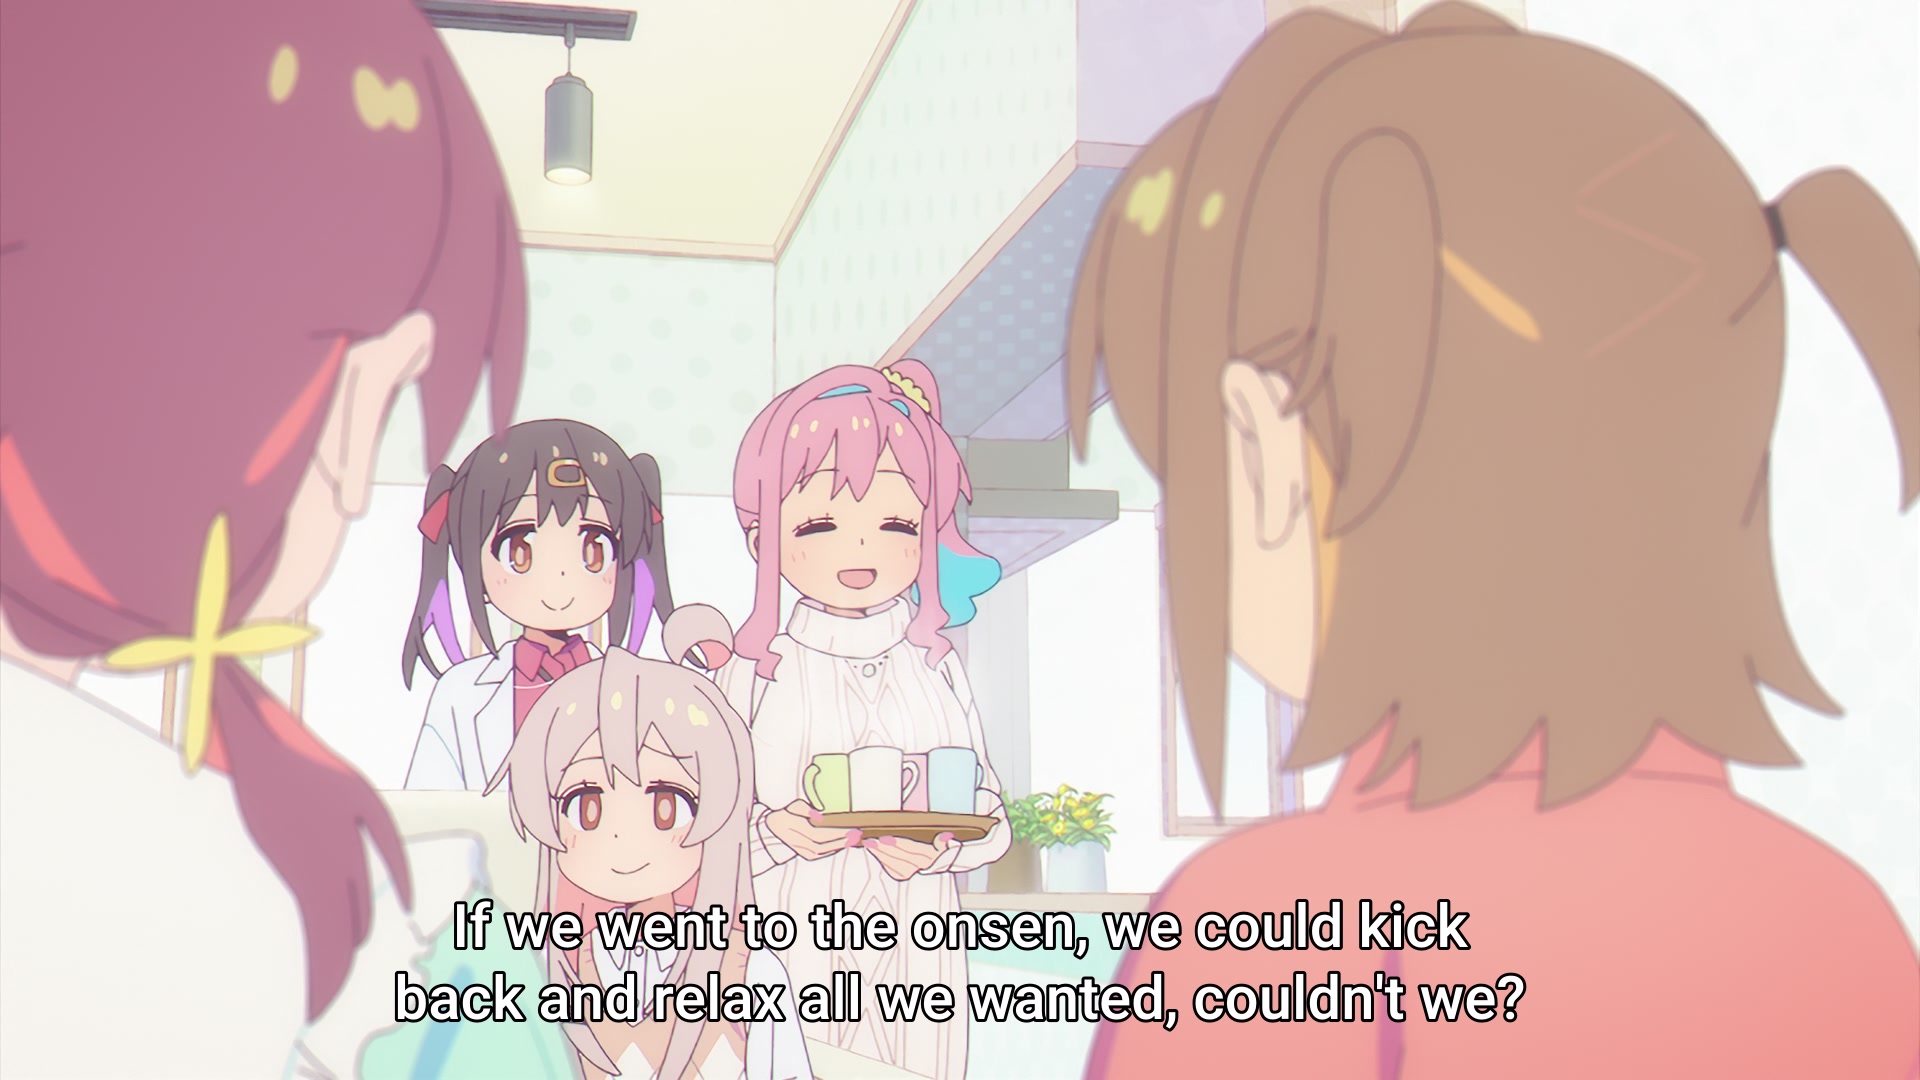 If we went to the onsen, we could kick
back and relax all we wanted, couldn't we?